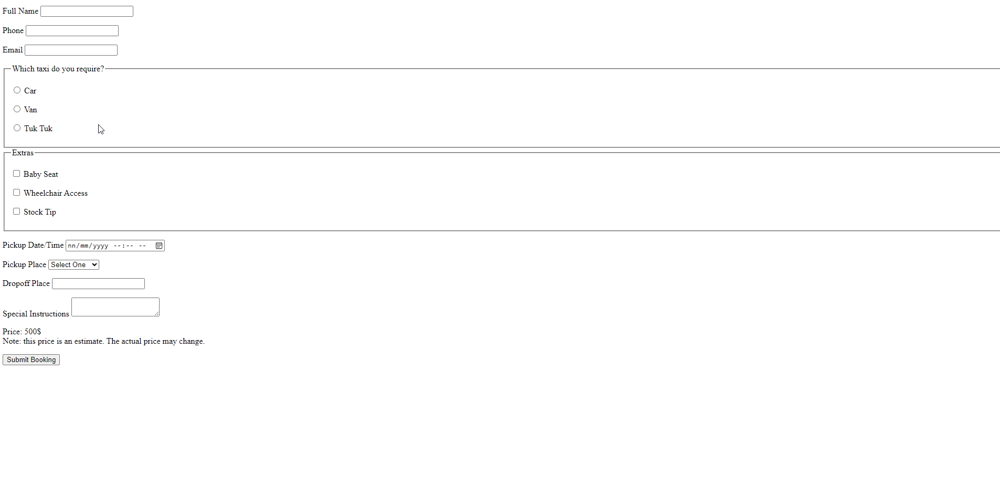 Full Name
Phone
Email
Which taxi do you require?
Car
Van
Tuk Tuk
Extras
Baby Seat
Wheelchair Access
Stock Tip
Pickup Date/Time nn/mm/yyyy --:-- --
Pickup Place Select One
Dropoff Place
Special Instructions
Price: 500$
Note: this price is an estimate. The actual price may change.
Submit Booking